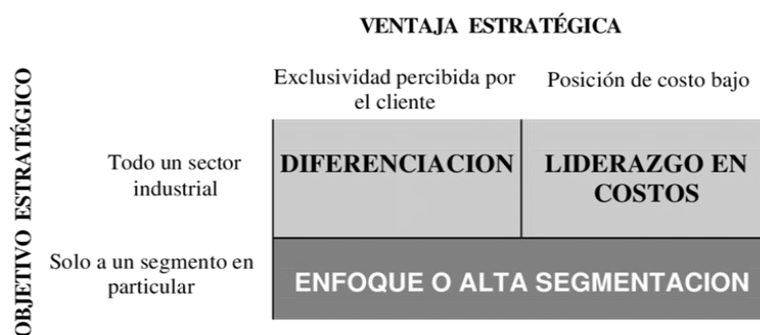 VENTAJA ESTRATÉGICA
Exclusividad percibida por
el cliente
Posición de costo bajo
OBJETIVO ESTRATÉGICO
Todo un sector
industrial
DIFERENCIACION
LIDERAZGO EN
COSTOS
Solo a un segmento en
particular
ENFOQUE O ALTA SEGMENTACION